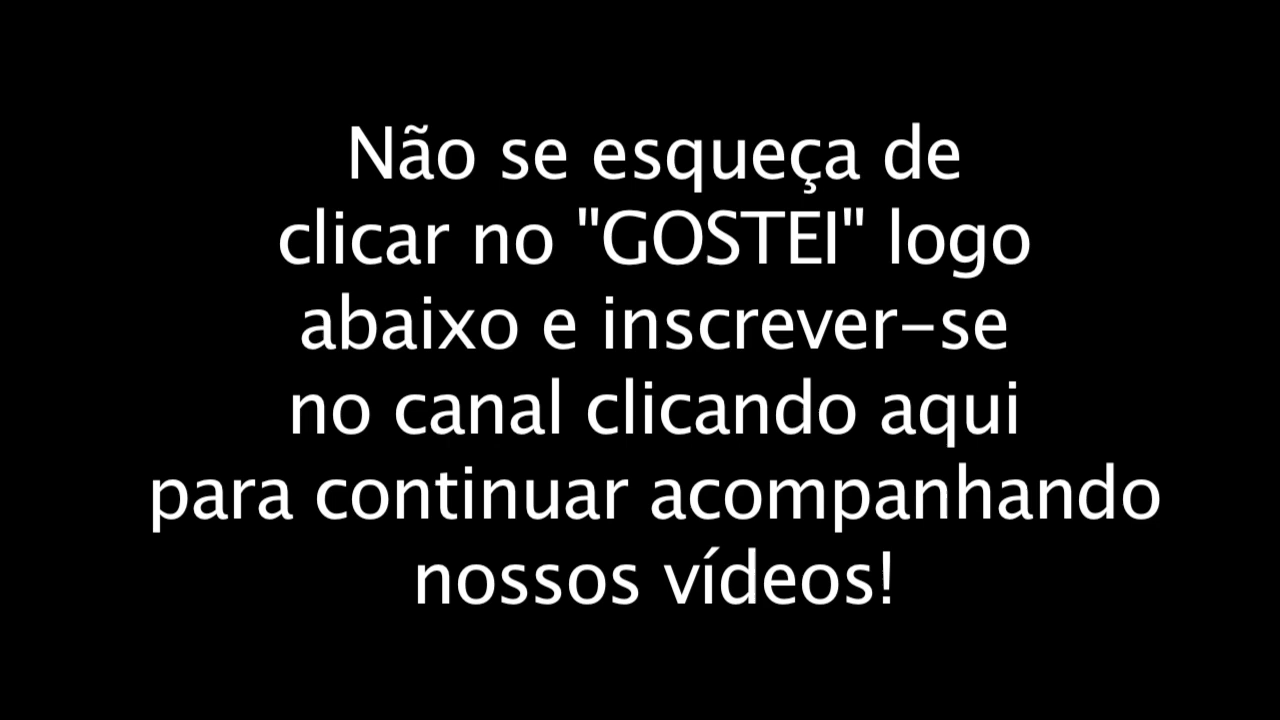 Não se esqueça de
clicar no "GOSTEI" logo
abaixo e inscrever-se
no canal clicando aqui
para continuar acompanhando
nossos vídeos!